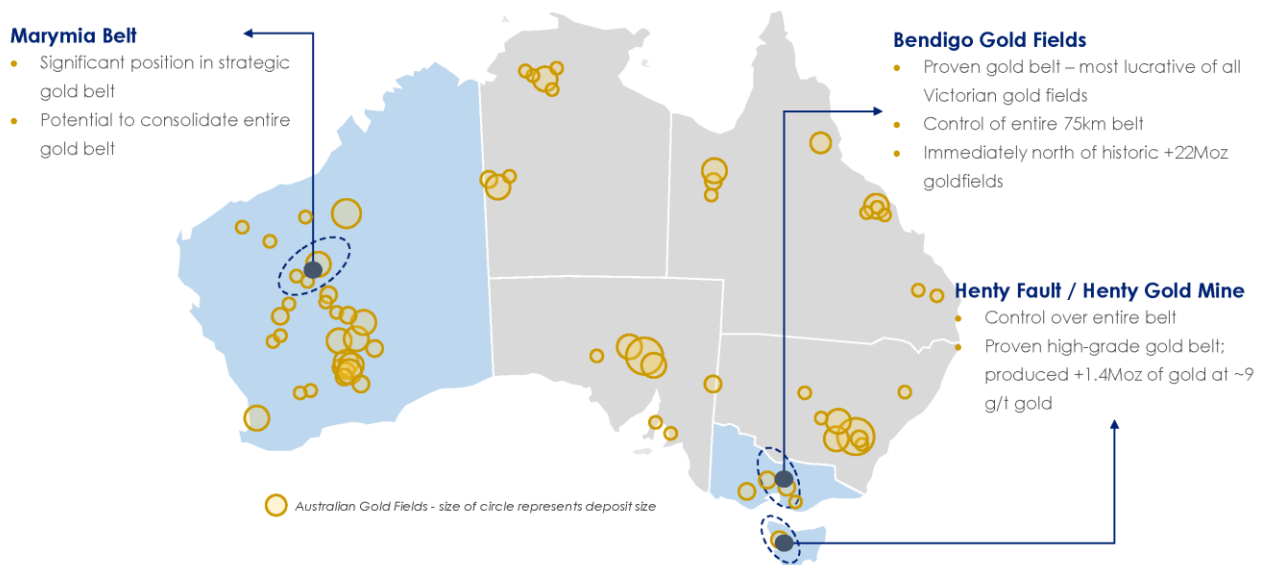 Marymia Belt
• Significant position in strategic
gold belt
• Potential to consolidate entire
gold belt
Bendigo Gold Fields
• Proven gold belt – most lucrative of all
Victorian gold fields
• Control of entire 75km belt
• Immediately north of historic +22Moz
goldfields
Henty Fault / Henty Gold Mine
• Control over entire belt
• Proven high-grade gold belt;
produced +1.4Moz of gold at ~9
g/t gold
Australian Gold Fields - size of circle represents deposit size